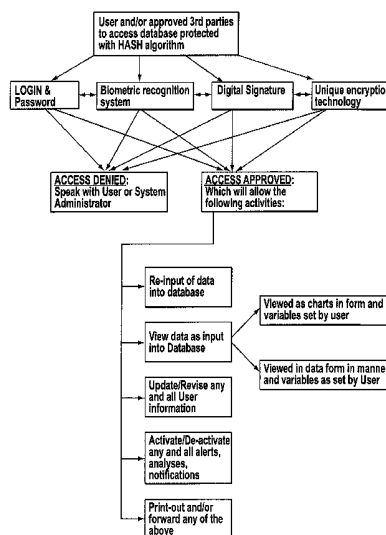 User and/or approved 3rd parties
to access database protected
with HASH algorithm
LOGIN &
Password
Biometric recognition
system
Digital Signature
Unique encryptio
technology
ACCESS DENIED:
Speak with User or System
Administrator
ACCESS APPROVED:
Which will allow the
following activities:
Re-input of data
into database
View data as input
into Database
Viewed as charts in form and
variables set by user
Viewed in data form in manne
and variables as set by User
Update/Revise any
and all User
information
Activate/De-activate
any and all alerts,
analyses,
notifications
Print-out and/or
forward any of the
above